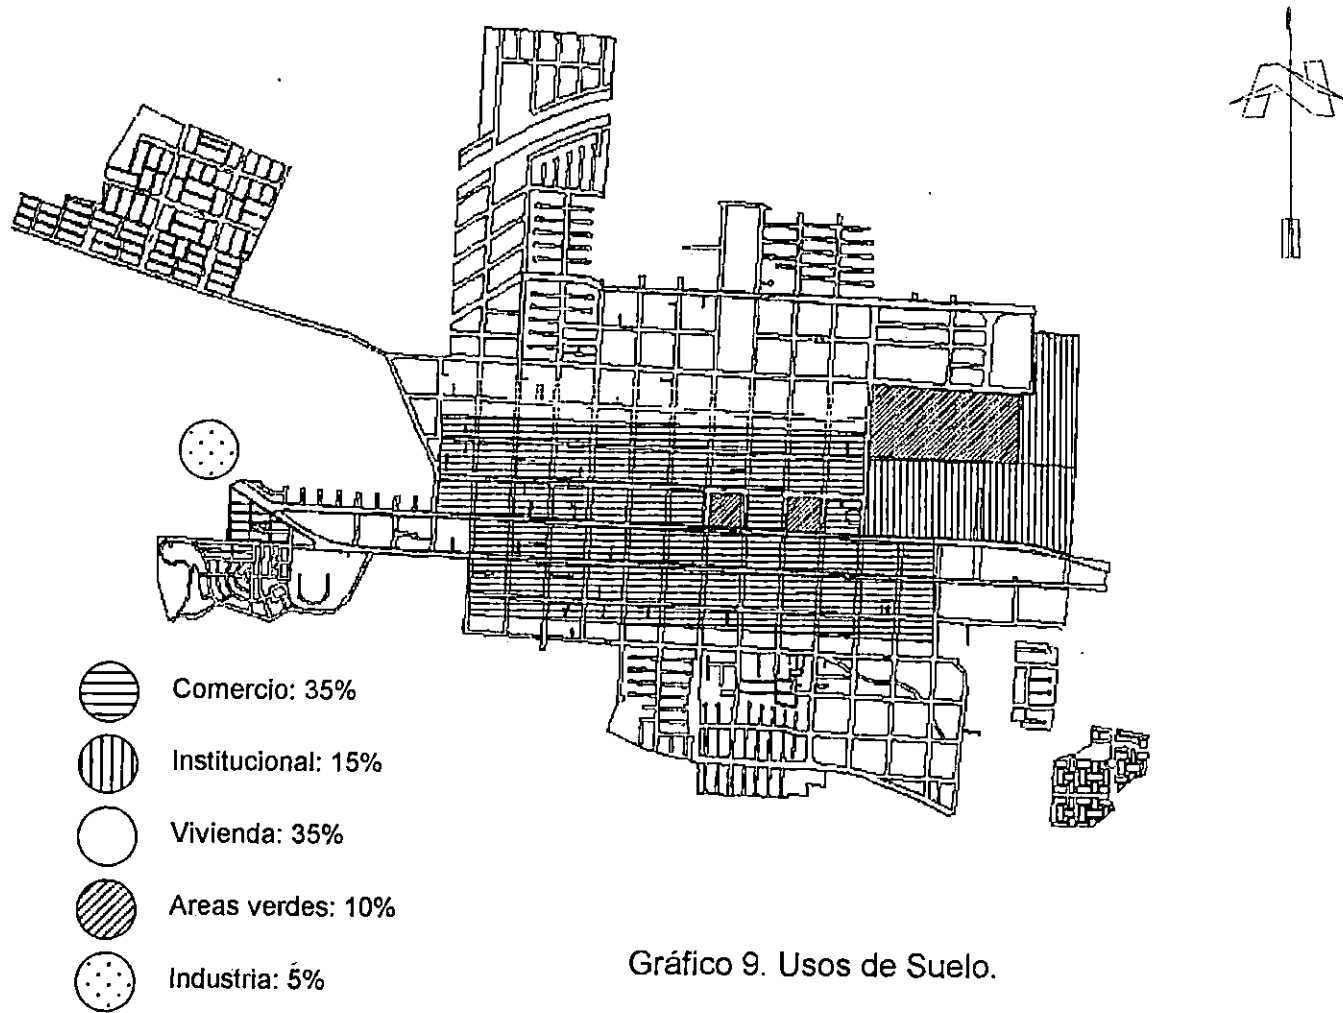 Comercio: 35%
Institucional: 15%
Vivienda: 35%
Areas verdes: 10%
Industria: 5%
Gráfico 9. Usos de Suelo.